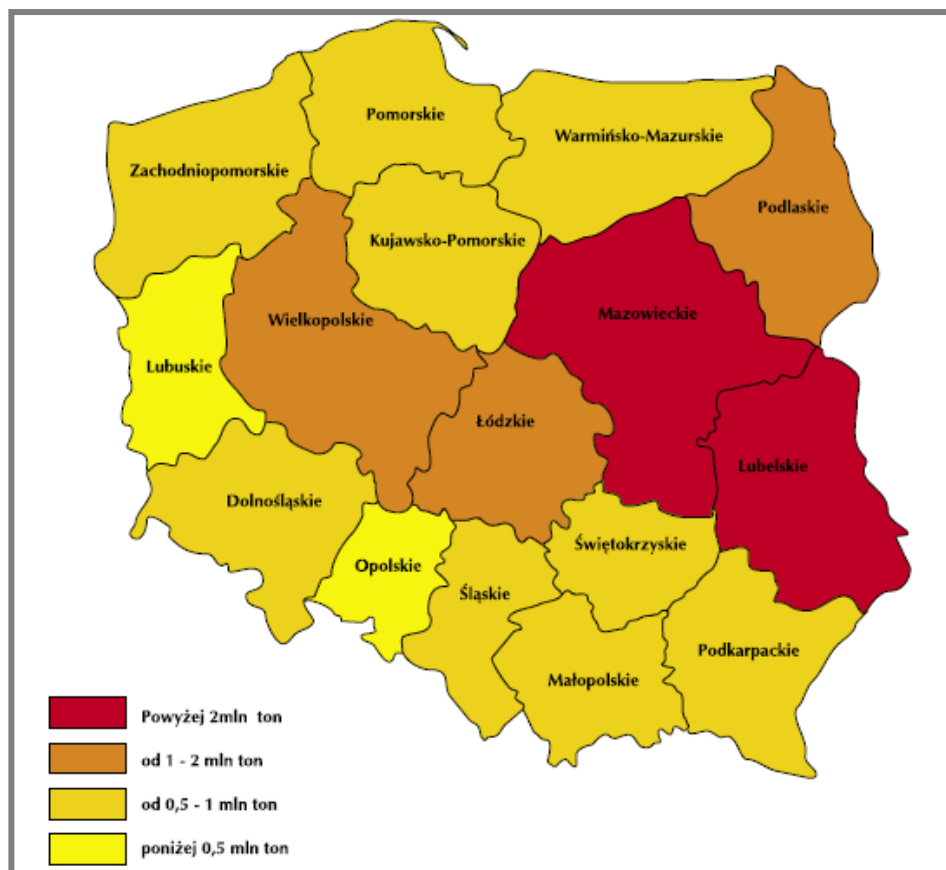 Pomorskie
Warmińsko-Mazurskie
Zachodniopomorskie
Podlaskie
Kujawsko-Pomorskie
Mazowieckie
Wielkopolskie
Lubuskie
Łódzkie
Lubelskie
Dolnośląskie
Świętokrzyskie
Opolskie
Śląskie
Podkarpackie
Małopolskie
Powyżej 2mln ton
od 1 - 2 mln ton
od 0,5 - 1 mln ton
poniżej 0,5 mln ton